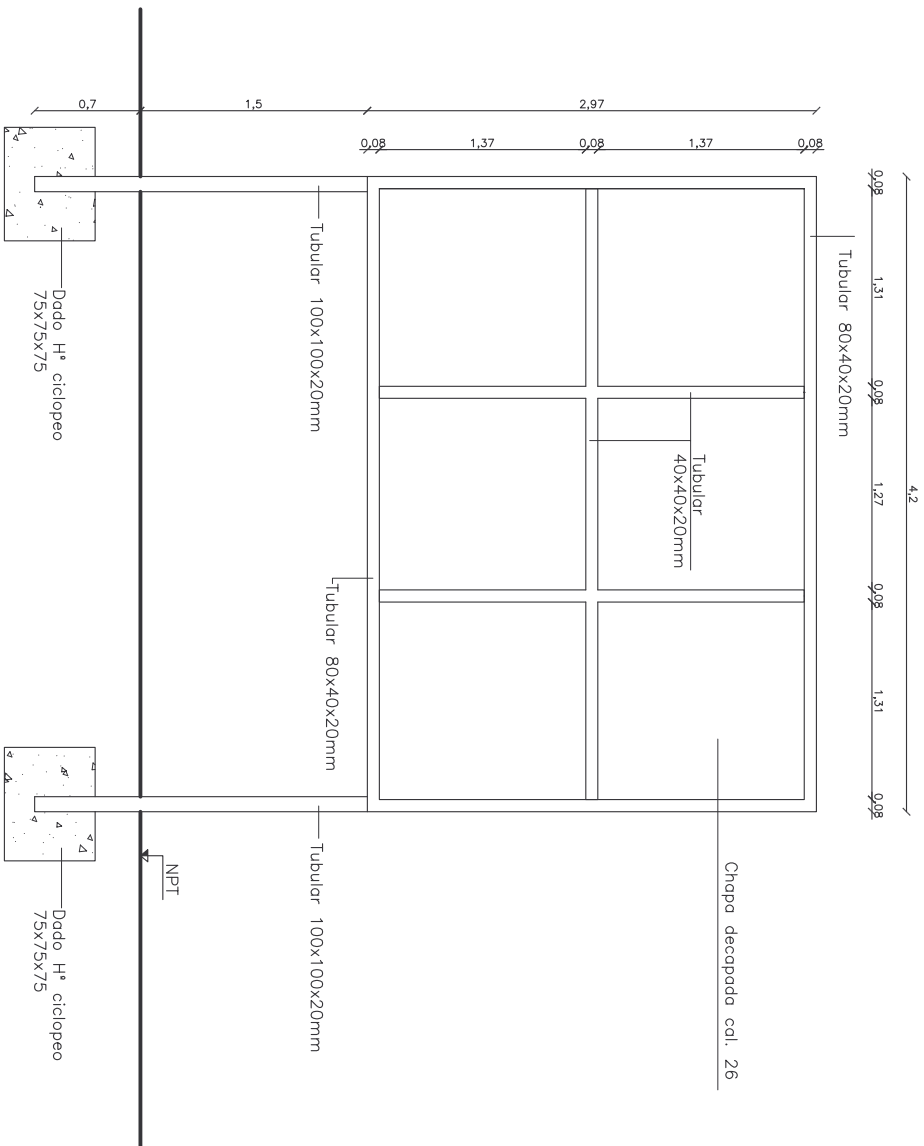 4,2
0,08
1,31
0,08
1,27
0,08
1,31
0,08
2,97
1,5
0,7
0,08
1,37
0,08
1,37
0,08
Tubular 80x40x20mm
Tubular
40x40x20mm
Chapa decapada cal. 26
Tubular 80x40x20mm
Tubular 100x100x20mm
Tubular 100x100x20mm
NPT
Dado H° ciclopeo
75x75x75
Dado H° ciclopeo
75x75x75